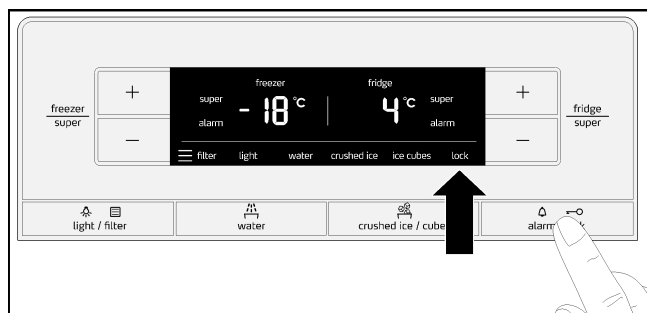 freezer fridge
super super
-18 °C 4 °C
alarm alarm
freezer
super
fridge
super
+ +
− −
filter light water crushed ice ice cubes lock
light / filter water crushed ice / cube alarm